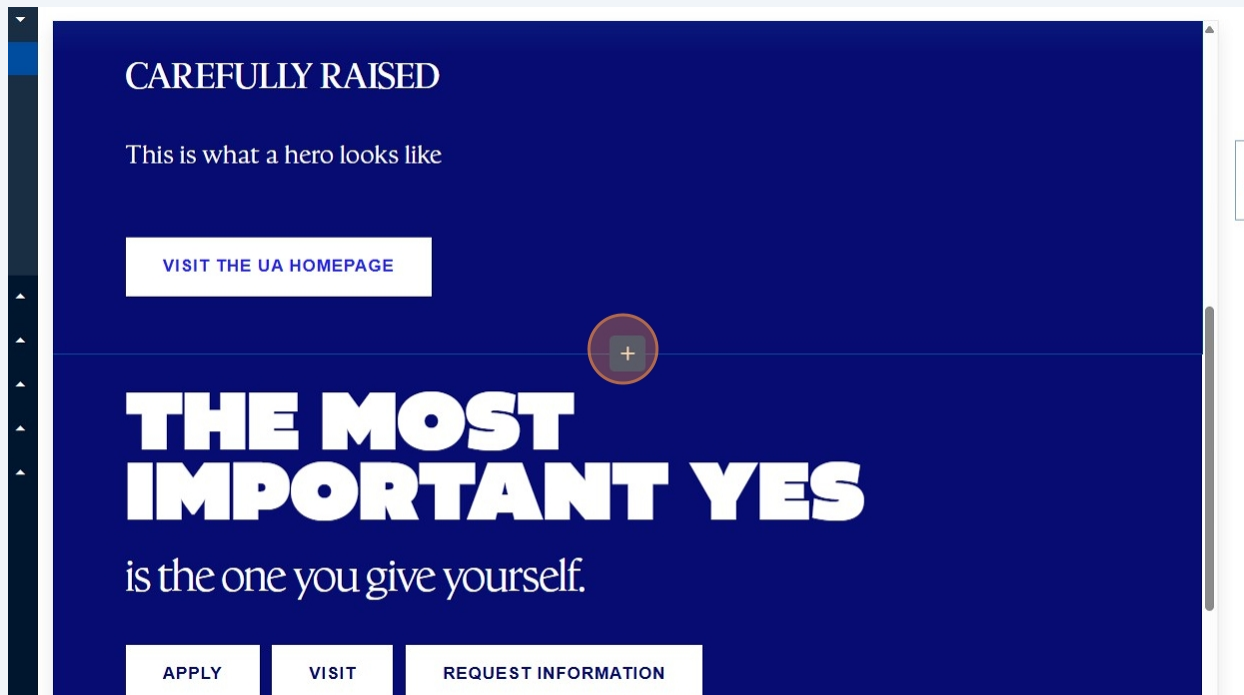 CAREFULLY RAISED
This is what a hero looks like
VISIT THE UA HOMEPAGE
+
THE MOST
IMPORTANT YES
is the one you give yourself.
APPLY VISIT REQUEST INFORMATION